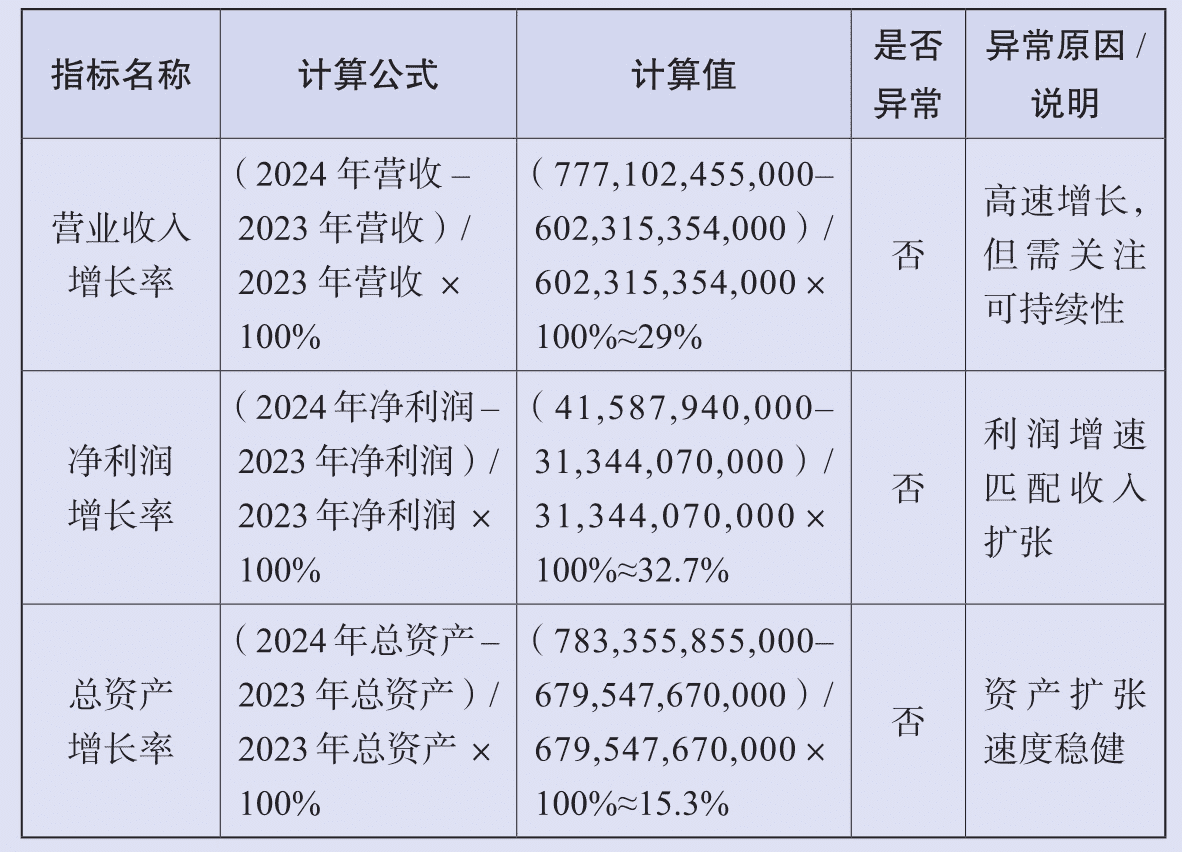 指标名称
计算公式
计算值
是否
异常
异常原因 /
说明
营业收入
增长率
（2024 年营收 –
2023 年营收）/
2023 年营收 ×
100%
（777,102,455,000–
602,315,354,000）/
602,315,354,000 ×
100%≈29%
否
高速增长，
但需关注
可持续性
净利润
增长率
（2024 年净利润 –
2023 年净利润）/
2023 年净利润 ×
100%
（41,587,940,000–
31,344,070,000）/
31,344,070,000 ×
100%≈32.7%
否
利润增速
匹配收入
扩张
总资产
增长率
（2024 年总资产 –
2023 年总资产）/
2023 年总资产 ×
100%
（783,355,855,000–
679,547,670,000）/
679,547,670,000 ×
100%≈15.3%
否
资产扩张
速度稳健